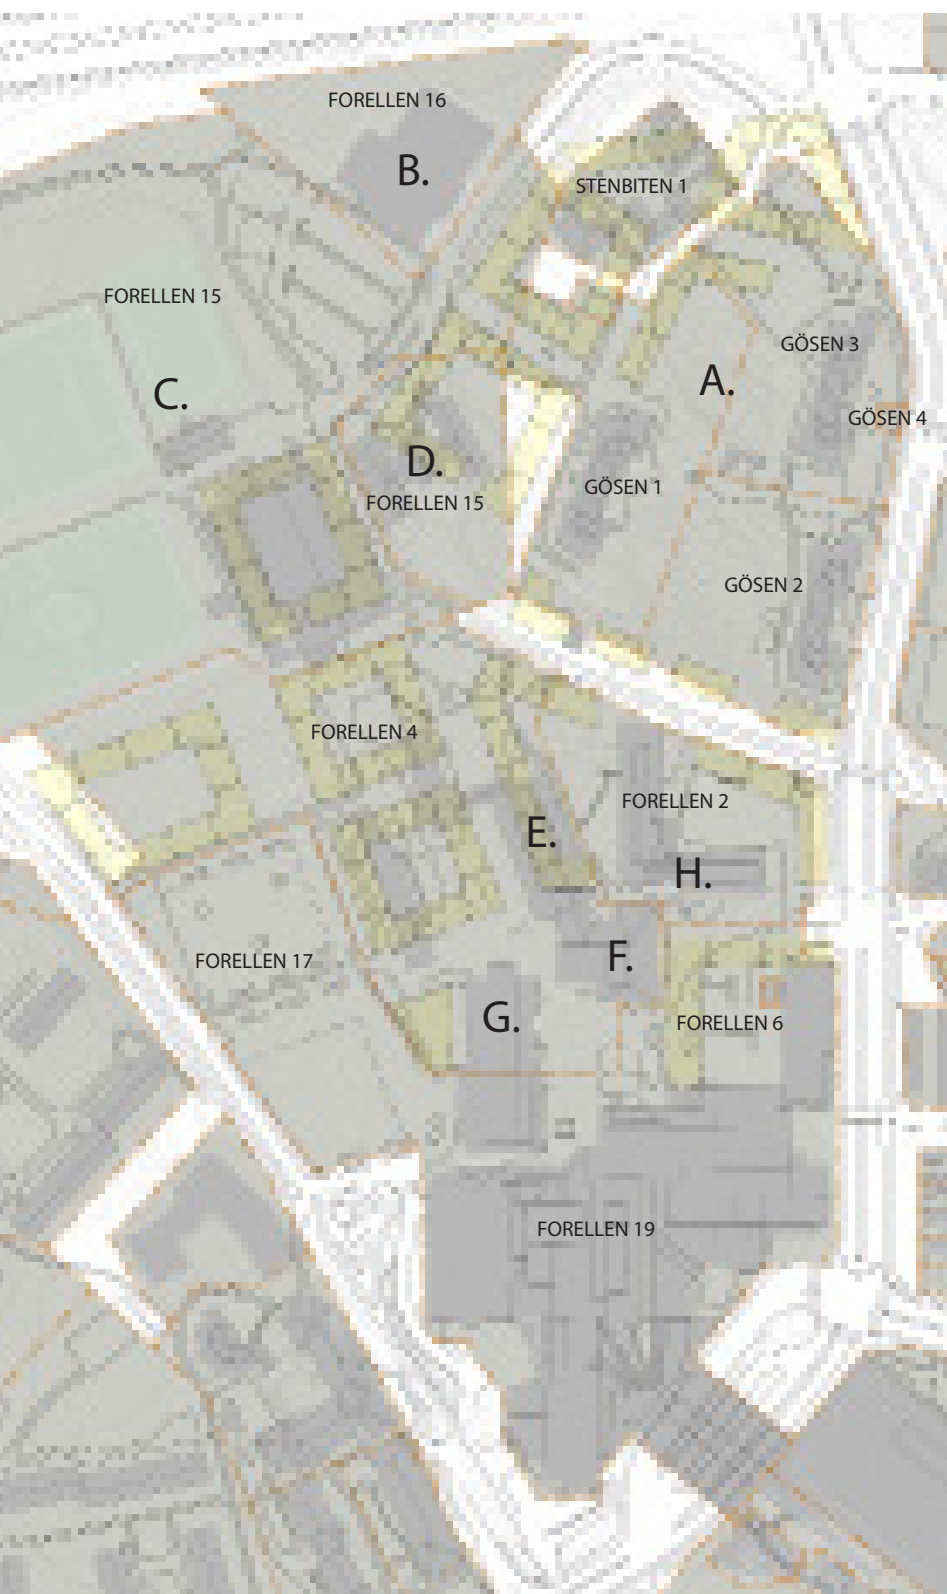 FORELLEN 16
B.
STENBITEN 1
FORELLEN 15
GÖSEN 3
C.
A.
GÖSEN 4
D.
GÖSEN 1
FORELLEN 15
GÖSEN 2
FORELLEN 4
FORELLEN 2
E.
H.
FORELLEN 17
F.
G.
FORELLEN 6
FORELLEN 19